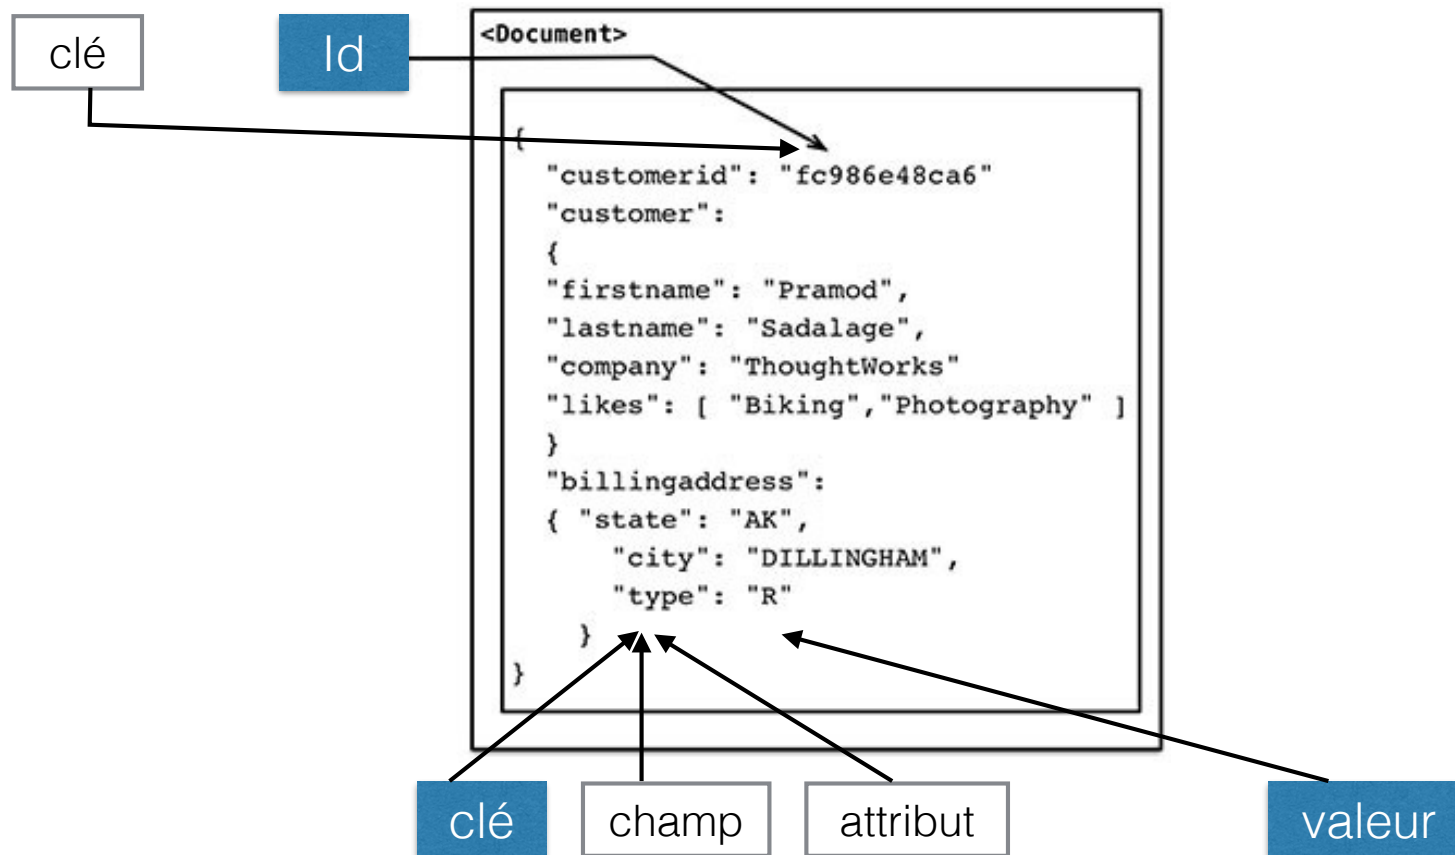 clé
Id
<Document>
{
"customerid": "fc986e48ca6"
"customer":
{
"firstname": "Pramod",
"lastname": "Sadalage",
"company": "ThoughtWorks"
"likes": [ "Biking","Photography" ]
}
"billingaddress":
{ "state": "AK",
"city": "DILLINGHAM",
"type": "R"
}
}
clé
champ
attribut
valeur